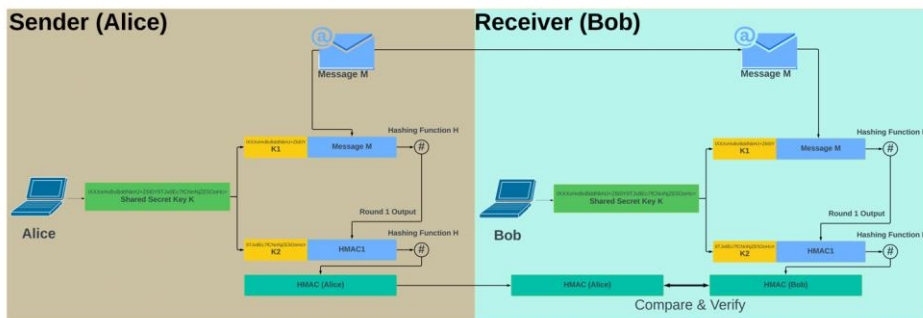 Sender (Alice)
Receiver (Bob)
@
Message M
@
Message M
Hashing Function H
K1
Message M
#
Hashing Function
K1
Message M
#
Shared Secret Key K
Alice
Shared Secret Key K
Bob
Round 1 Output
Round 1 Output
Hashing Function H
K2
HMAC1
#
Hashing Function
K2
HMAC1
#
HMAC (Alice)
HMAC (Alice)
HMAC (Bob)
Compare & Verify